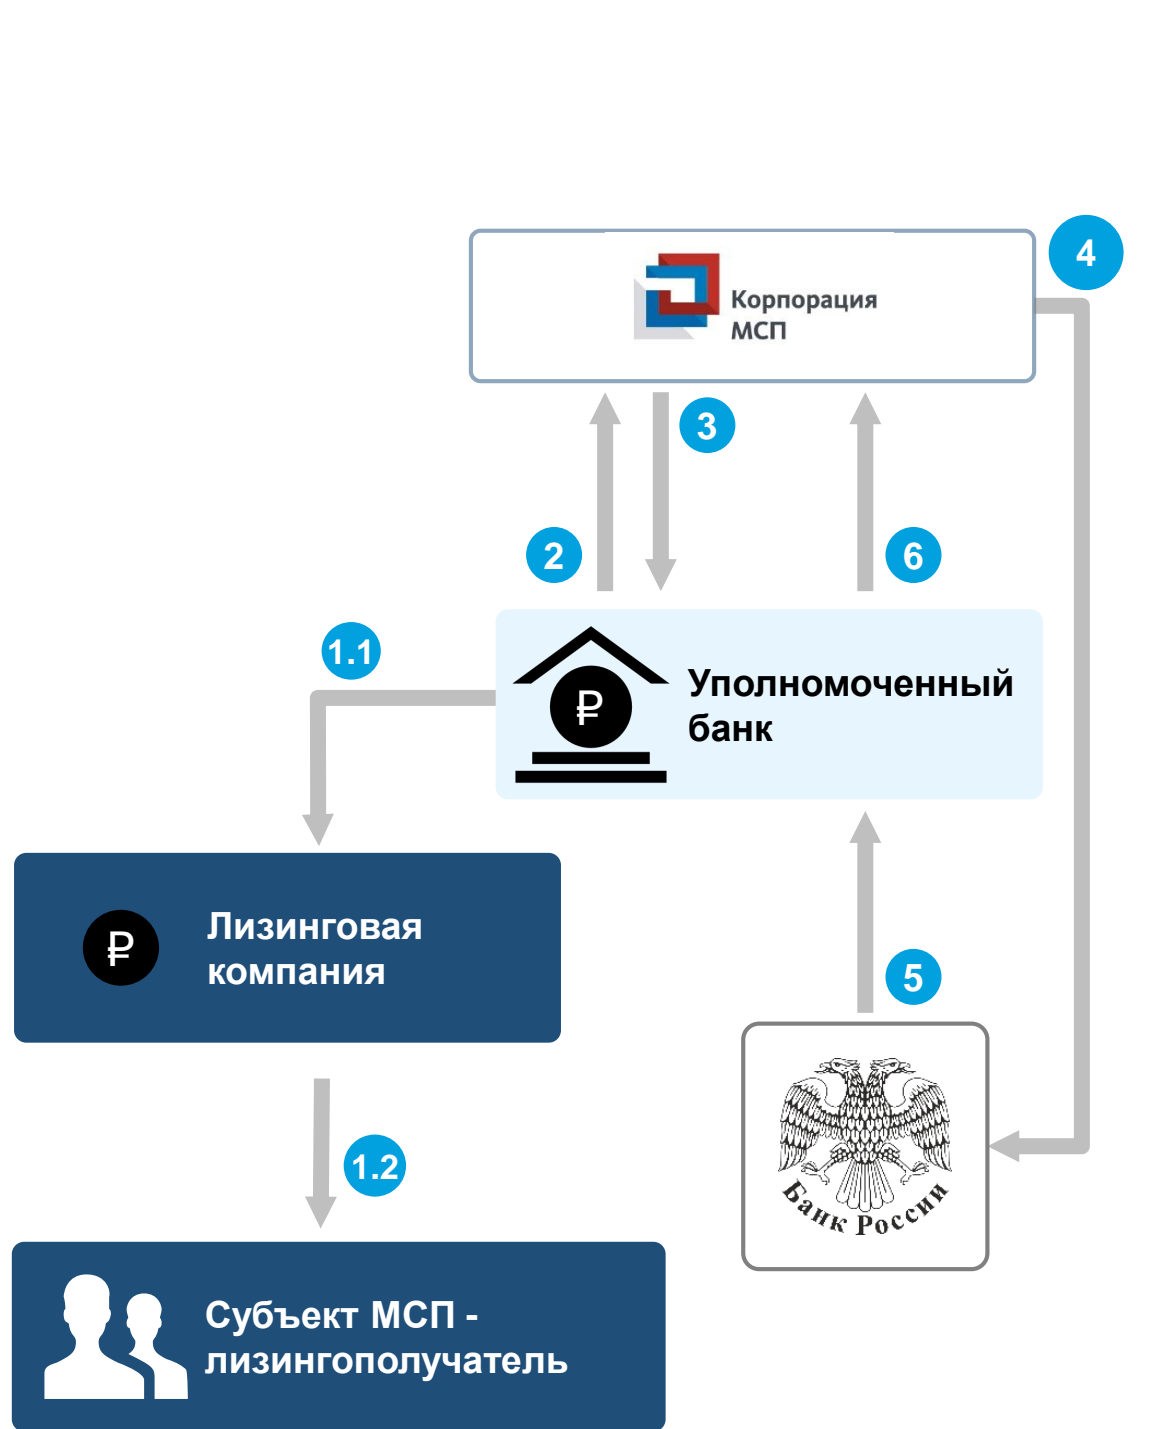 4
Корпорация
МСП
3
2
6
1.1
₽
Уполномоченный
банк
₽
Лизинговая
компания
5
1.2
Банк России
Субъект МСП -
лизингополучатель